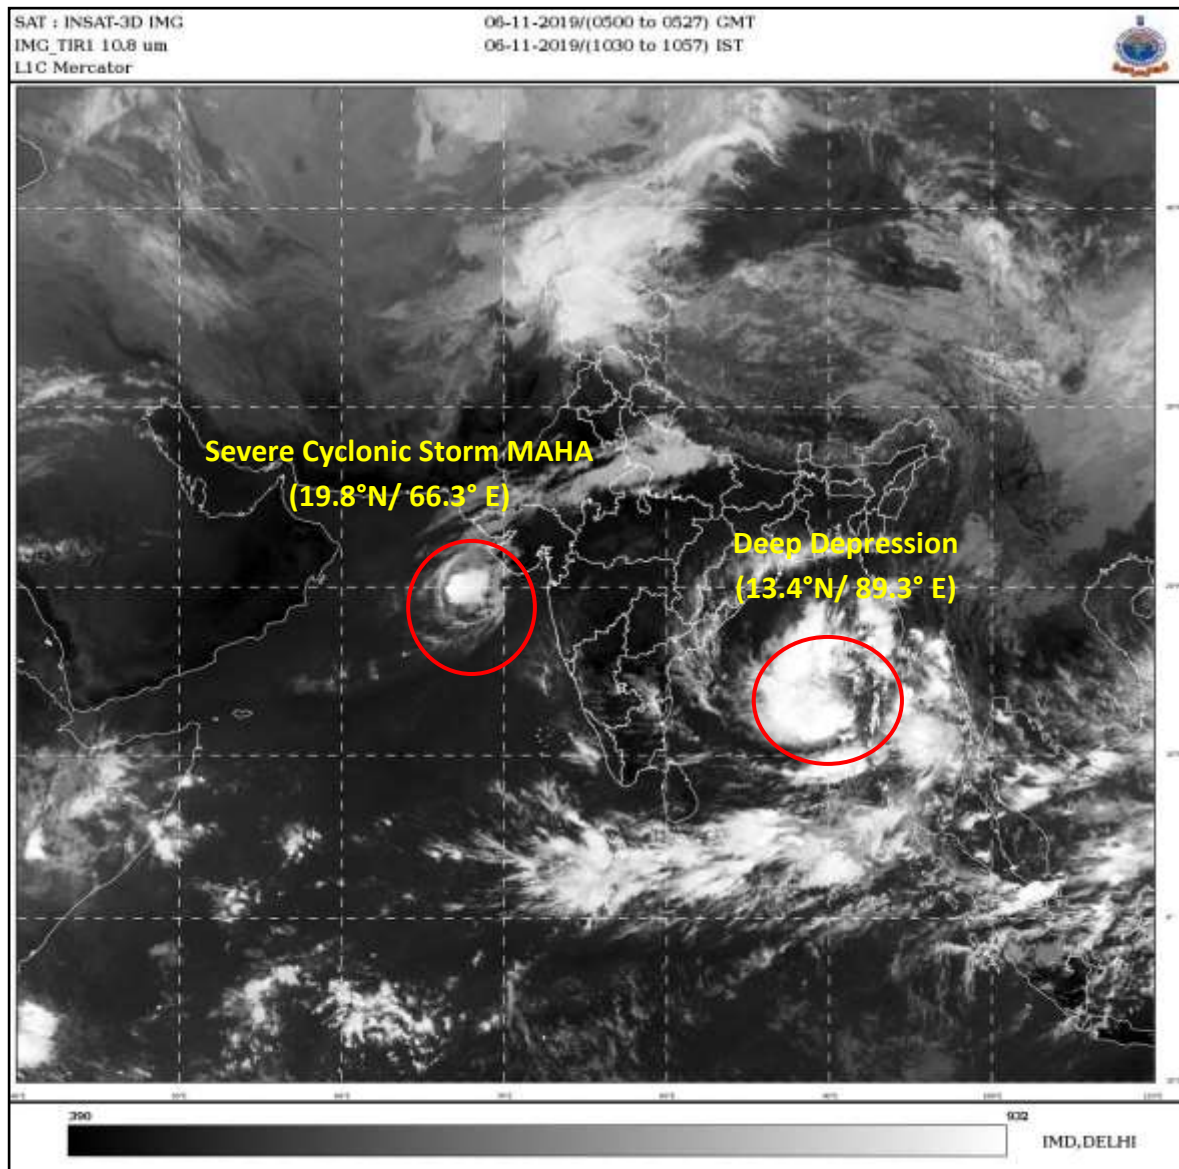 SAT : INSAT-3D IMG
IMG_TIR1 10.8 um
L1C Mercator
06-11-2019/(0500 to 0527) GMT
06-11-2019/(1030 to 1057) IST
Severe Cyclonic Storm MAHA
(19.8°N/ 66.3° E)
Deep Depression
(13.4°N/ 89.3° E)
390
932
IMD,DELHI